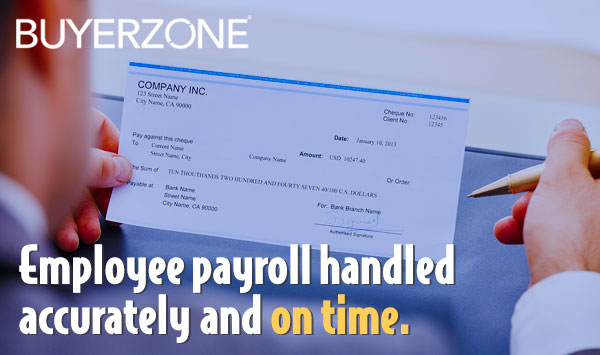 BUYERZONE®
COMPANY INC.
123 Street Name
City Name, CA 90000
Cheque No: 123456
Client No: 12345
Date: January 10, 2013
Pay against this cheque
To Current Name Company Name Amount: USD 10247.40
Street Name, City
Or Order
The Sum of TEN THOUTHANDS TWO HUNDRED AND FOURTY SEVEN 40/100 U.S. DOLLARS
Payable at Bank Name For: Bank Branch Name
Street Name
City Name, CA 90000
Authorised Signature
Employee payroll handled
accurately and on time.